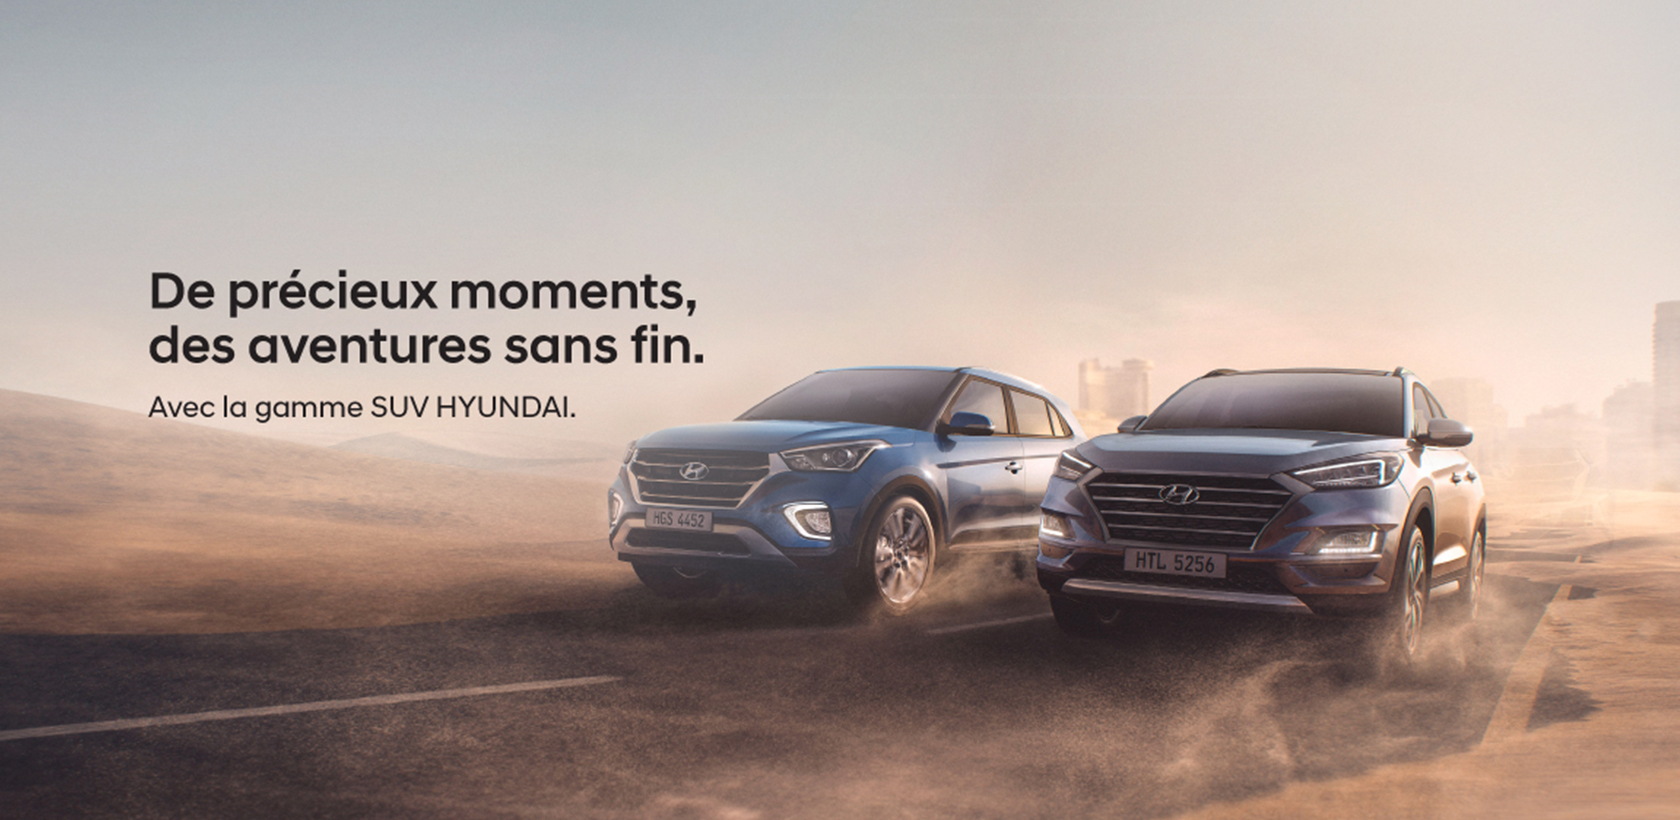 De précieux moments,
des aventures sans fin.
Avec la gamme SUV HYUNDAI.
HGS 4452
HTL 5256